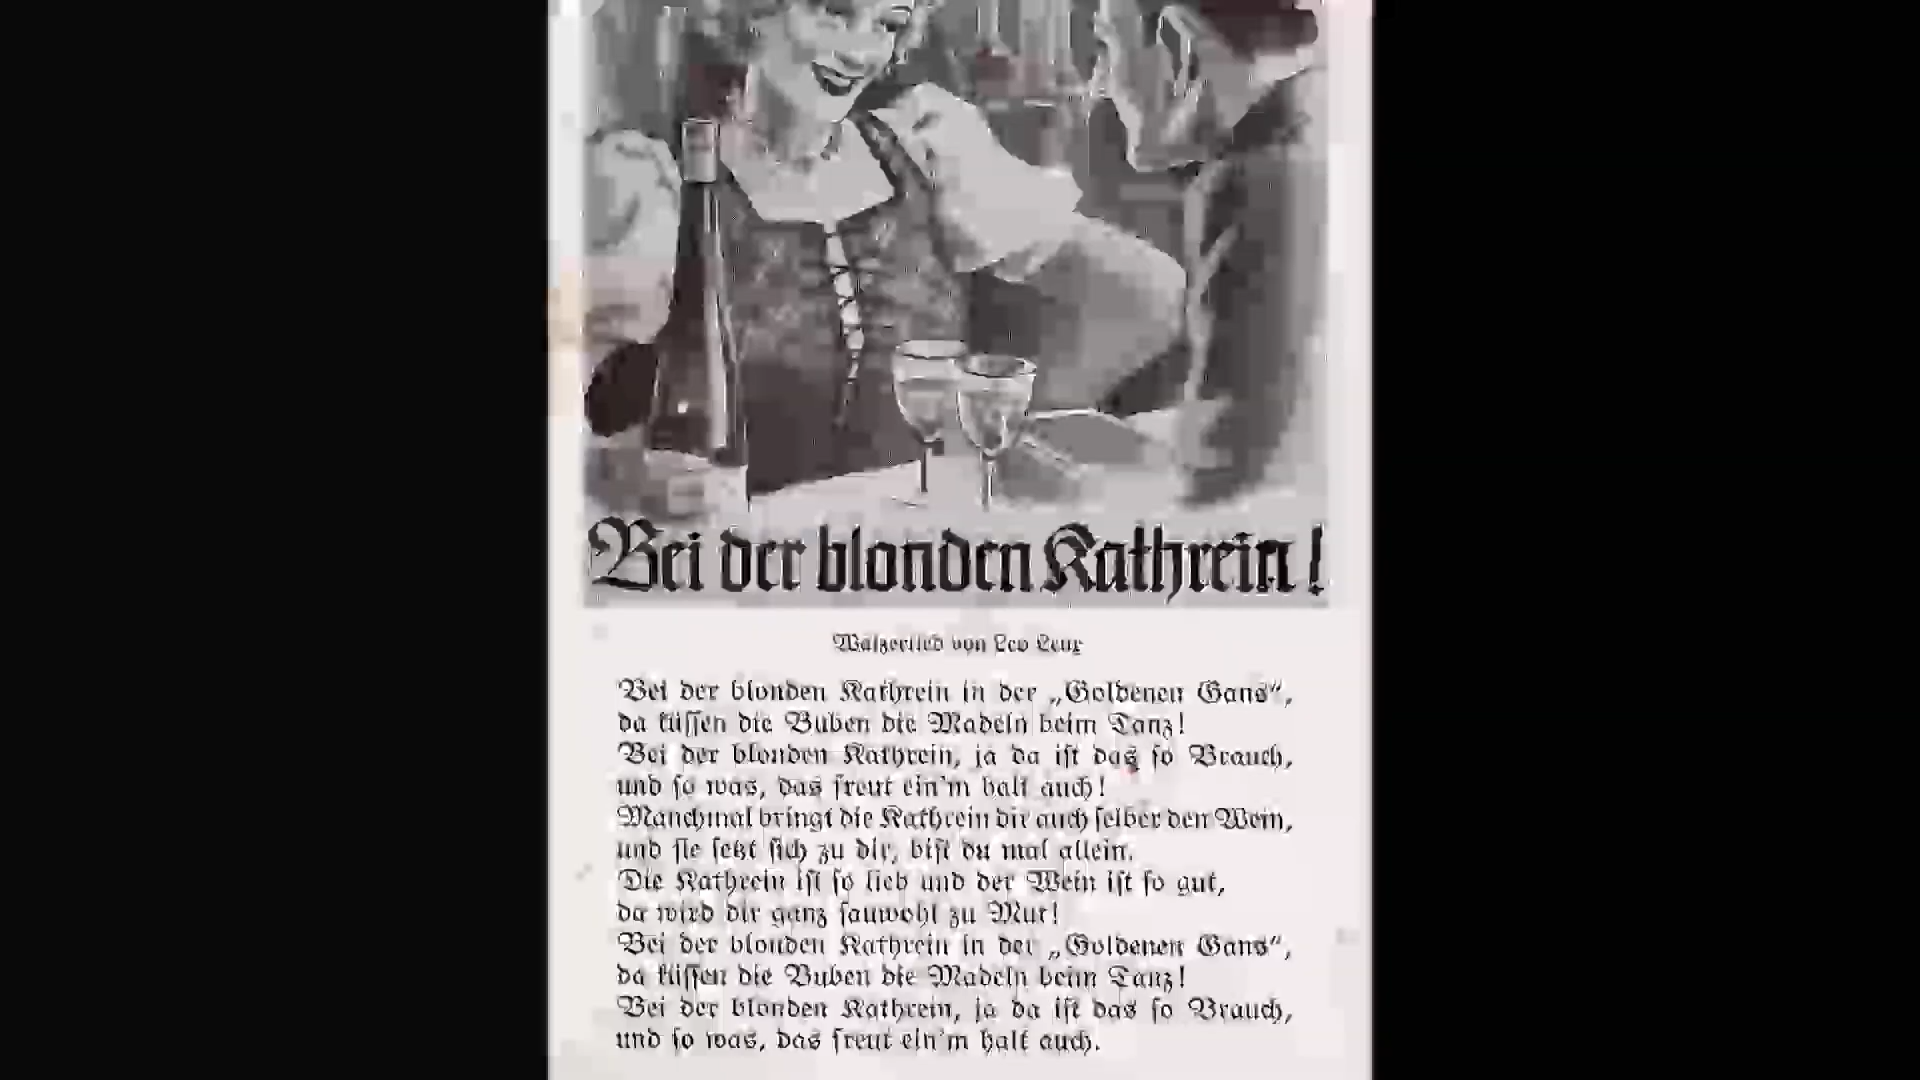 Bei der blonden Kathrein!
Walzerlied von Leo Leux
Bei der blonden Kathrein in der „Goldenen Gans“,
da küssen die Buben die Madeln beim Tanz!
Bei der blonden Kathrein, ja da ist das so Brauch,
und so was, das freut ein'm halt auch!
Manchmal bringt die Kathrein dir auch selber den Wein,
und sie setzt sich zu dir, bist du mal allein.
Die Kathrein ist so lieb und der Wein ist so gut,
da wird dir ganz sauwohl zu Mut!
Bei der blonden Kathrein in der „Goldenen Gans“,
da küssen die Buben die Madeln beim Tanz!
Bei der blonden Kathrein, ja da ist das so Brauch,
und so was, das freut ein'm halt auch.